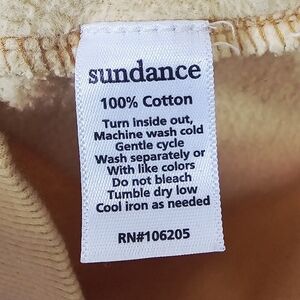 sundance
100% Cotton
Turn inside out,
Machine wash cold
Gentle cycle
Wash separately or
With like colors
Do not bleach
Tumble dry low
Cool iron as needed
RN#106205